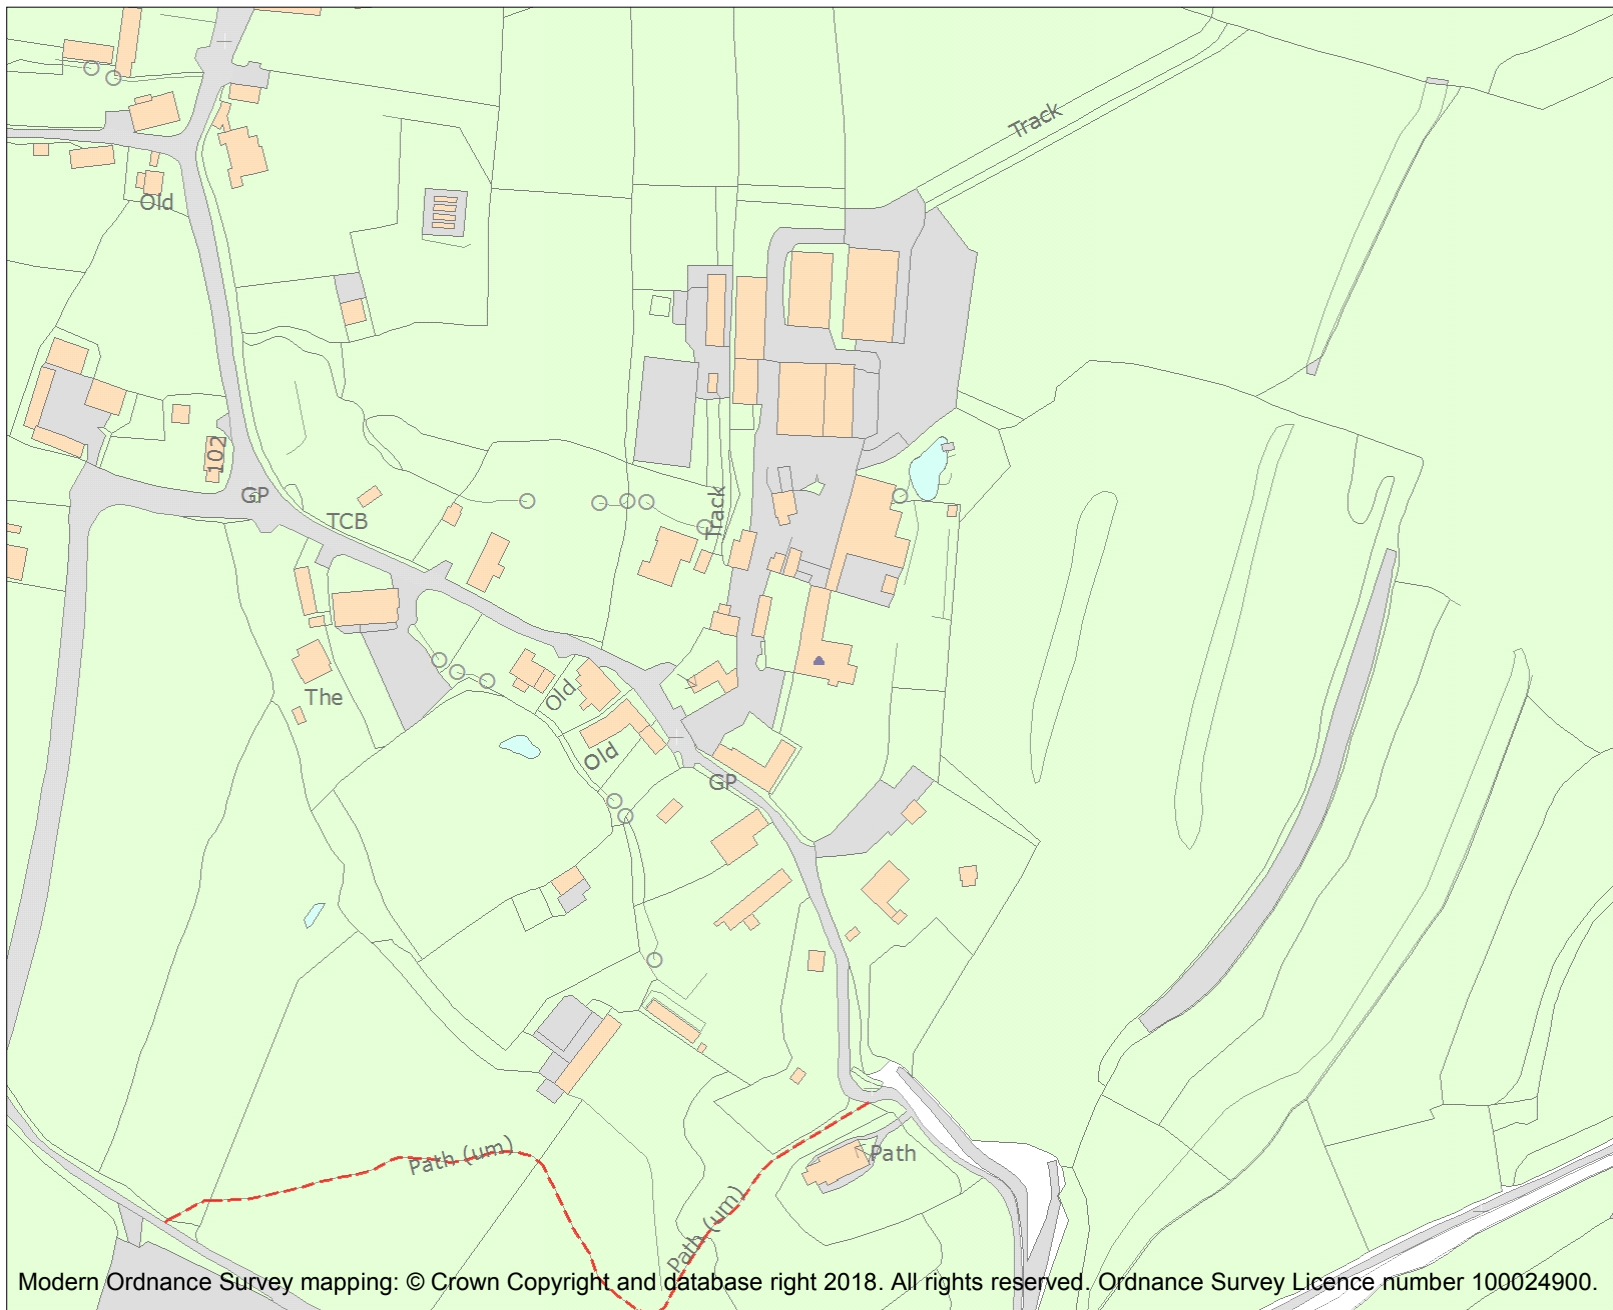 Track
Old
102
GP
TCB
Track
The
Old
Old
GP
Path (um)
Path
Path (um)
Modern Ordnance Survey mapping: © Crown Copyright and database right 2018. All rights reserved. Ordnance Survey Licence number 100024900.